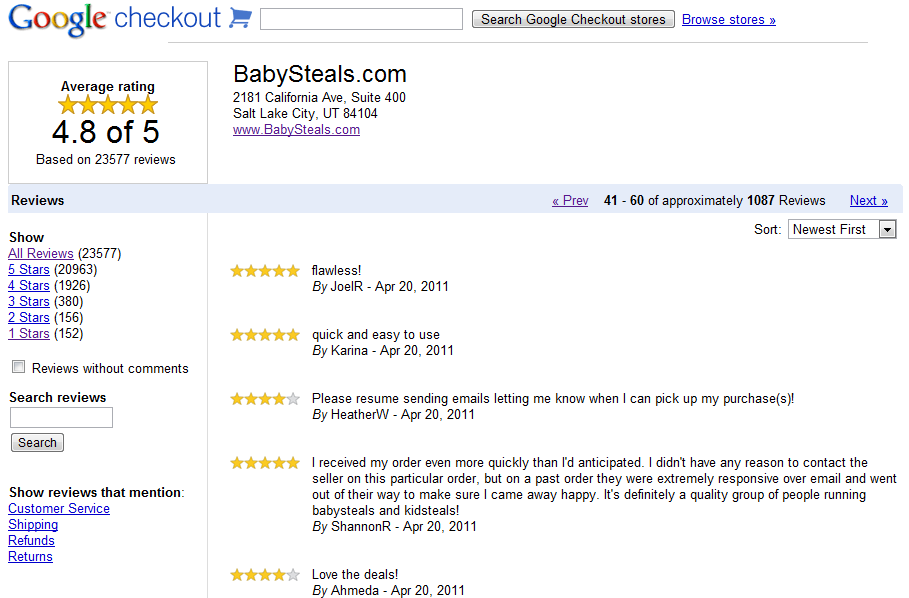 Google checkout Search Google Checkout stores Browse stores »
Average rating
4.8 of 5
Based on 23577 reviews
BabySteals.com
2181 California Ave, Suite 400
Salt Lake City, UT 84104
www.BabySteals.com
Reviews « Prev 41 - 60 of approximately 1087 Reviews Next »
Sort: Newest First
Show
All Reviews (23577)
5 Stars (20963)
4 Stars (1926)
3 Stars (380)
2 Stars (156)
1 Stars (152)
Reviews without comments
Search reviews
Search
Show reviews that mention:
Customer Service
Shipping
Refunds
Returns
flawless!
By JoelR - Apr 20, 2011
quick and easy to use
By Karina - Apr 20, 2011
Please resume sending emails letting me know when I can pick up my purchase(s)!
By HeatherW - Apr 20, 2011
I received my order even more quickly than I'd anticipated. I didn't have any reason to contact the
seller on this particular order, but on a past order they were extremely responsive over email and went
out of their way to make sure I came away happy. It's definitely a quality group of people running
babysteals and kidsteals!
By ShannonR - Apr 20, 2011
Love the deals!
By Ahmeda - Apr 20, 2011